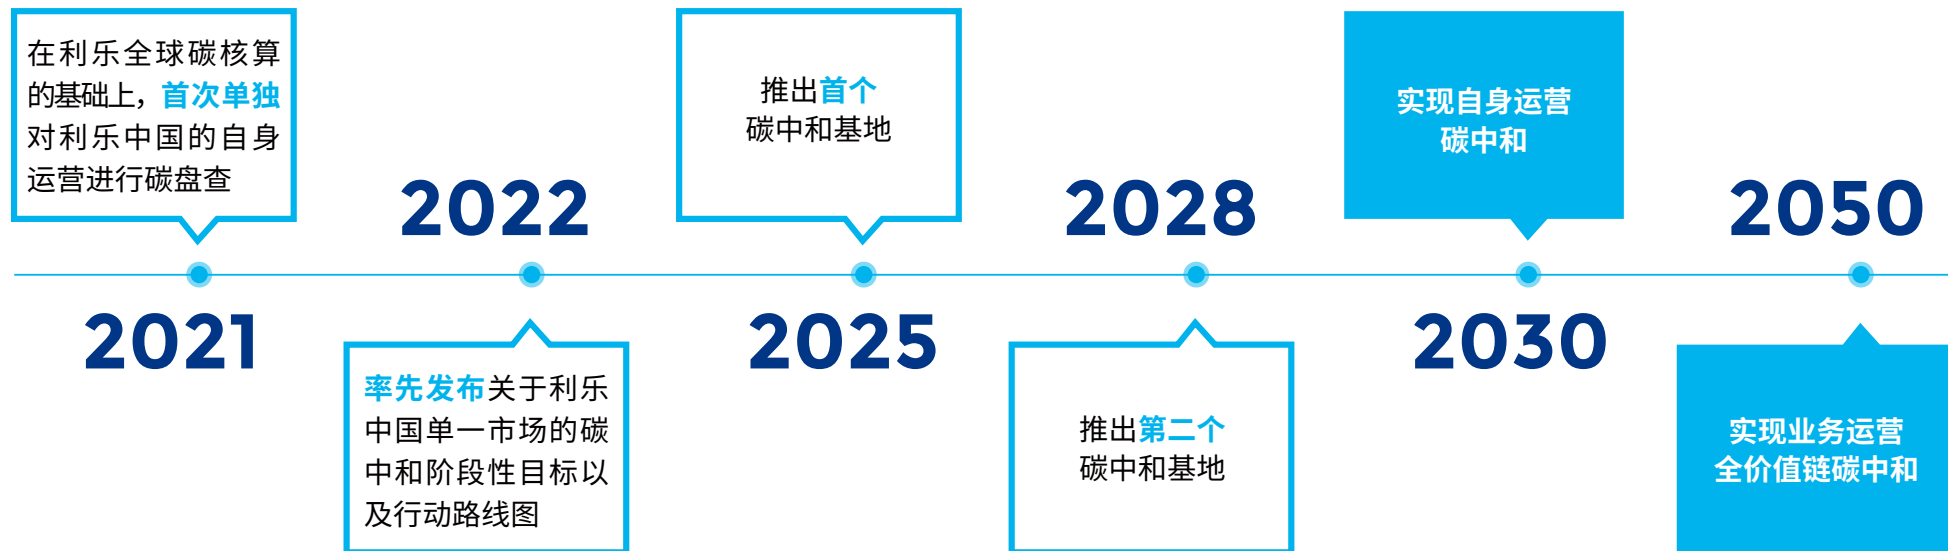 在利乐全球碳核算
的基础上，首次单独
对利乐中国的自身
运营进行碳盘查
2021
2022
率先发布关于利乐
中国单一市场的碳
中和阶段性目标以
及行动路线图
推出首个
碳中和基地
2025
2028
推出第二个
碳中和基地
实现自身运营
碳中和
2030
2050
实现业务运营
全价值链碳中和